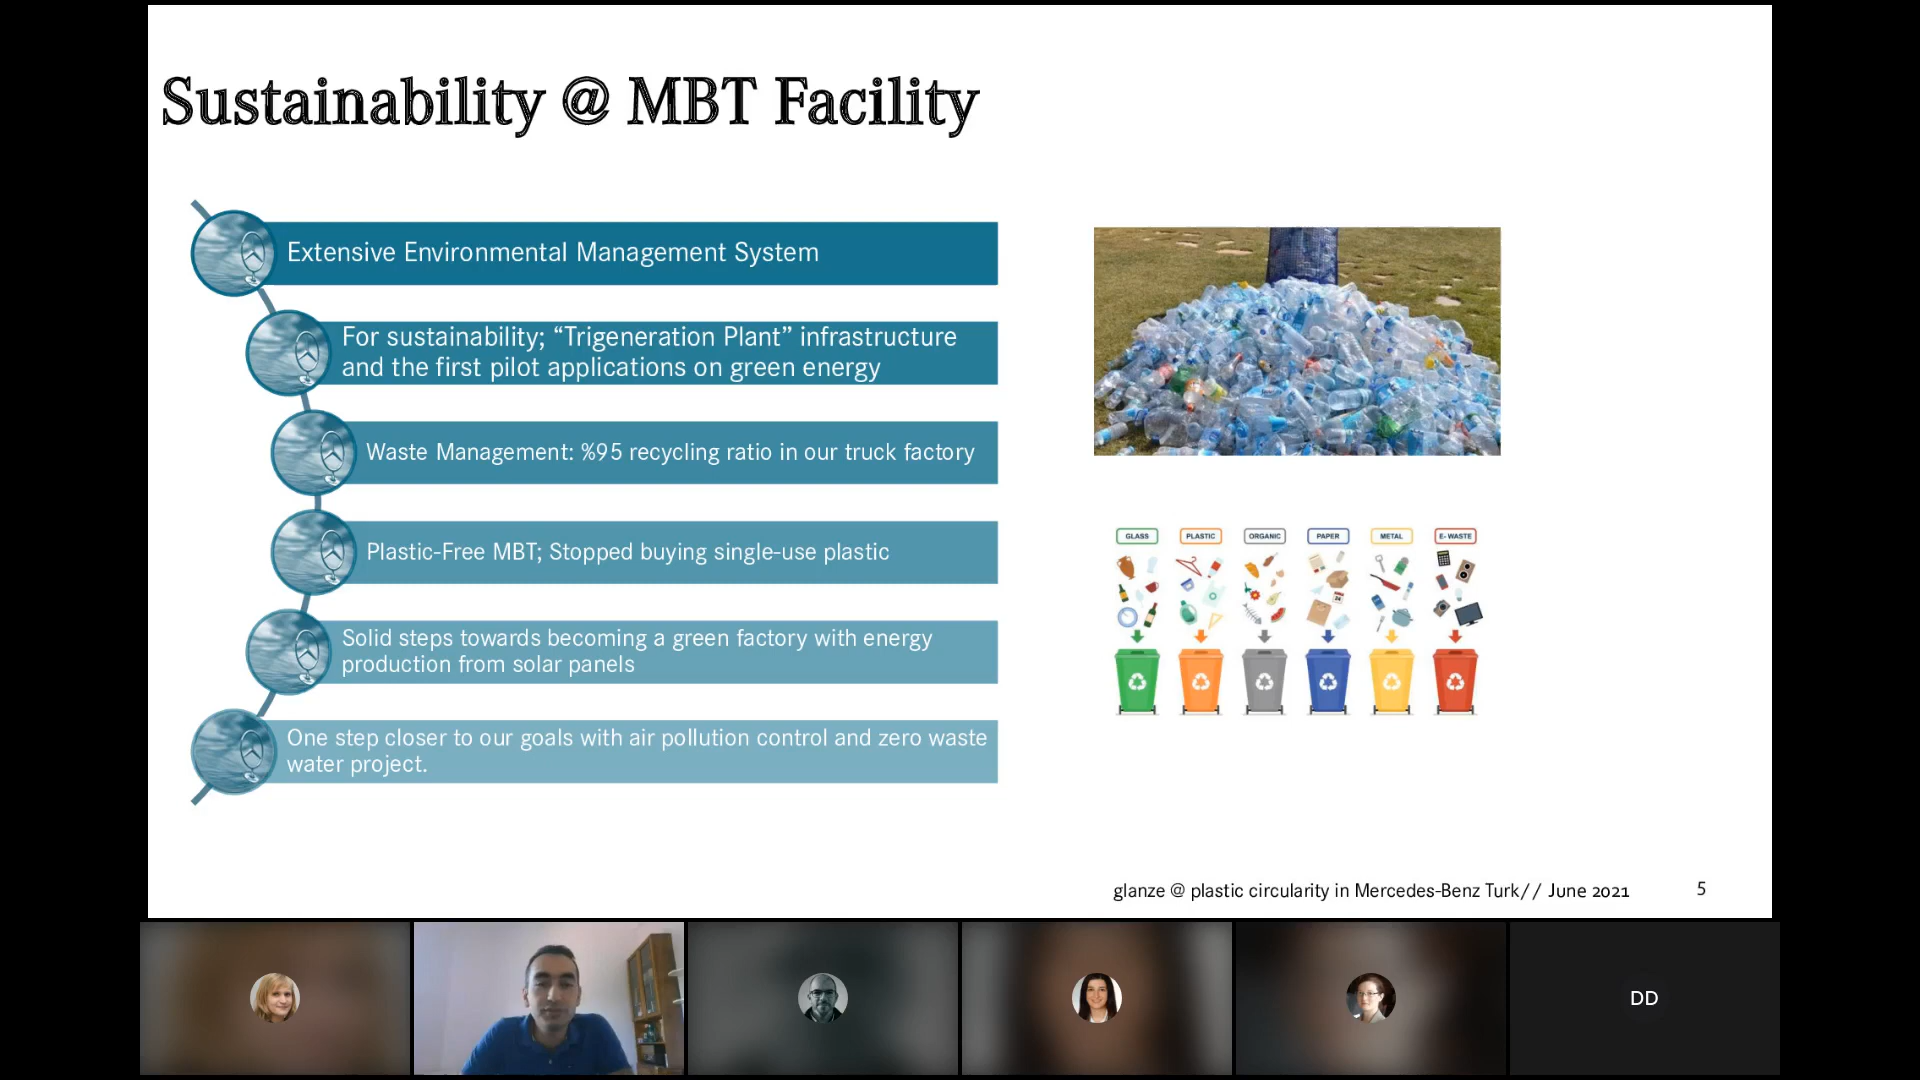 Sustainability @ MBT Facility
Extensive Environmental Management System
For sustainability; “Trigeneration Plant” infrastructure
and the first pilot applications on green energy
Waste Management: %95 recycling ratio in our truck factory
Plastic-Free MBT; Stopped buying single-use plastic
Solid steps towards becoming a green factory with energy
production from solar panels
One step closer to our goals with air pollution control and zero waste
water project.
GLASS PLASTIC ORGANIC PAPER METAL E- WASTE
glanze @ plastic circularity in Mercedes-Benz Turk// June 2021 5
DD